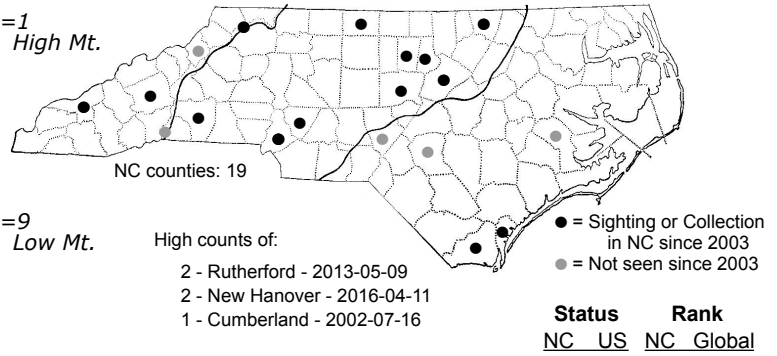 =1
High Mt.
NC counties: 19
=9
Low Mt.
High counts of:
2 - Rutherford - 2013-05-09
2 - New Hanover - 2016-04-11
1 - Cumberland - 2002-07-16
= Sighting or Collection
in NC since 2003
= Not seen since 2003
Status Rank
NC US NC Global